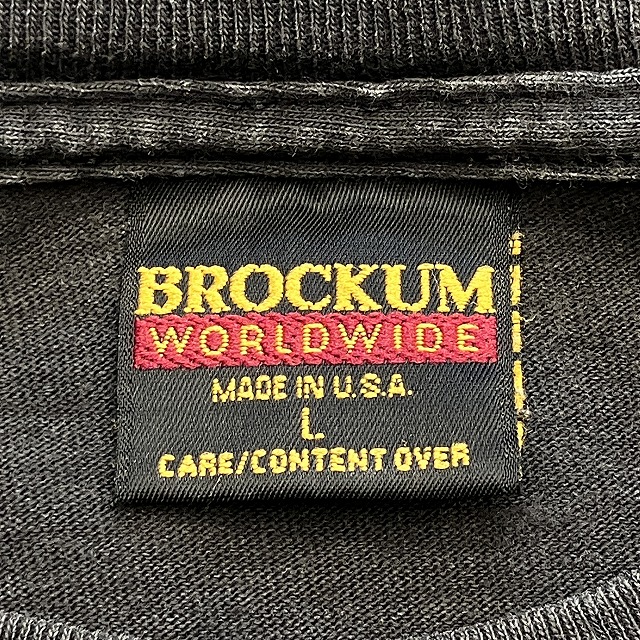 BROCKUM
WORLDWIDE
MADE IN U.S.A.
L
CARE/CONTENT OVER